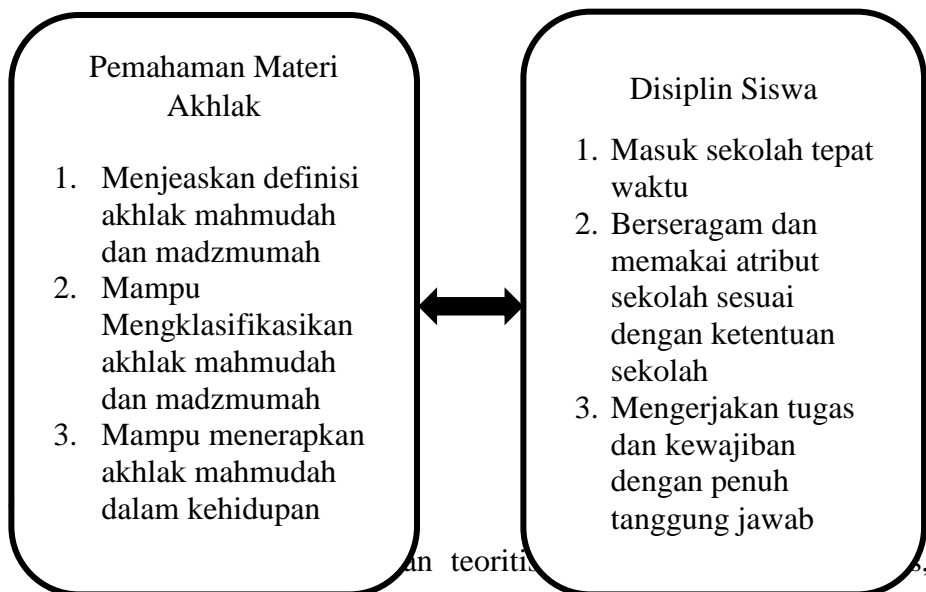 Pemahaman Materi
Akhlak
1. Menjeaskan definisi
akhlak mahmudah
dan madzmumah
2. Mampu
Mengklasifikasikan
akhlak mahmudah
dan madzmumah
3. Mampu menerapkan
akhlak mahmudah
dalam kehidupan
Disiplin Siswa
1. Masuk sekolah tepat
waktu
2. Berseragam dan
memakai atribut
sekolah sesuai
dengan ketentuan
sekolah
3. Mengerjakan tugas
dan kewajiban
dengan penuh
tanggung jawab